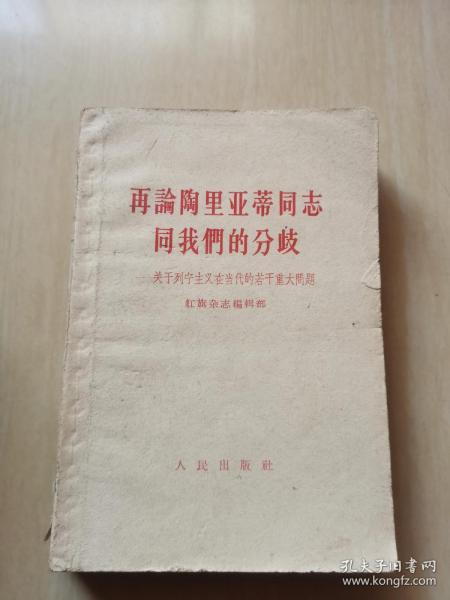 再論陶里亚蒂同志
同我們的分歧
——关于列宁主义在当代的若干重大問題
紅旗杂志編輯部
人民出版社
孔夫子旧书网
www.kongfz.com